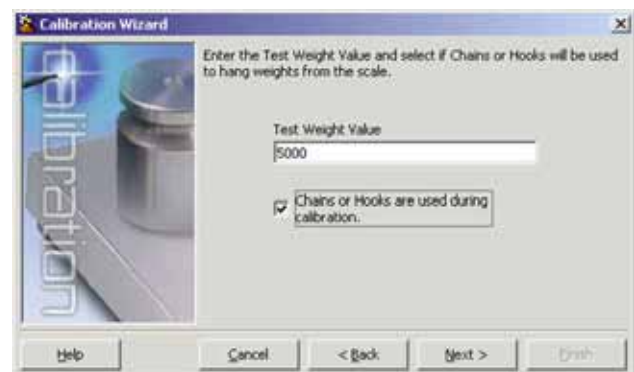 Calibration Wizard
Enter the Test Weight Value and select if Chains or Hooks will be used
to hang weights from the scale.
calibration
Test Weight Value
5000
Chains or Hooks are used during
calibration.
Help
Cancel
< Back
Next >
Finish